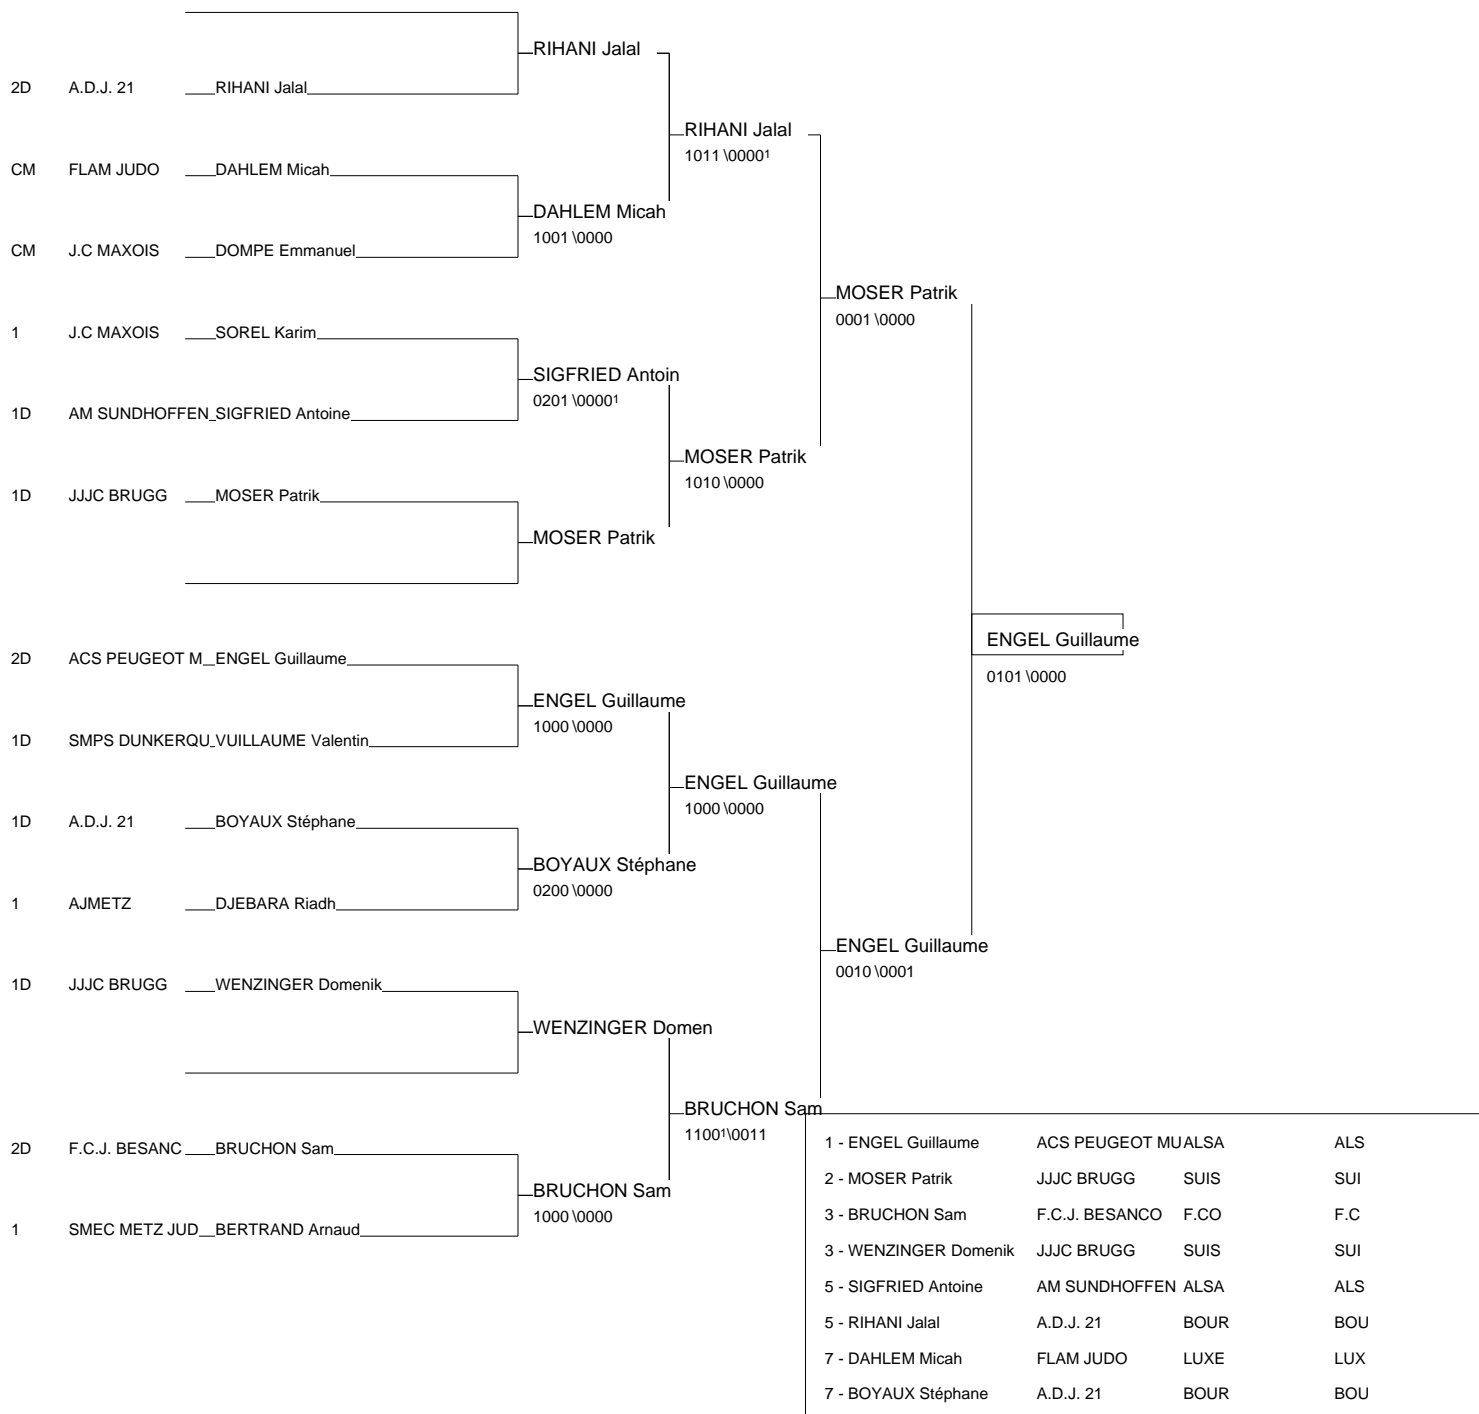 RIHANI Jalal
2D A.D.J. 21 RIHANI Jalal
RIHANI Jalal
1011 \0000¹
CM FLAM JUDO DAHLEM Micah
DAHLEM Micah
1001 \0000
CM J.C MAXOIS DOMPE Emmanuel
MOSER Patrik
0001 \0000
1 J.C MAXOIS SOREL Karim
SIGFRIED Antoin
0201 \0000¹
1D AM SUNDHOFFEN SIGFRIED Antoine
MOSER Patrik
1010 \0000
1D JJJC BRUGG MOSER Patrik
MOSER Patrik
ENGEL Guillaume
0101 \0000
2D ACS PEUGEOT M ENGEL Guillaume
ENGEL Guillaume
1000 \0000
1D SMPS DUNKERQU VUILLAUME Valentin
ENGEL Guillaume
1000 \0000
1D A.D.J. 21 BOYAUX Stéphane
BOYAUX Stéphane
0200 \0000
1 AJMETZ DJEBARA Riadh
ENGEL Guillaume
0010 \0001
1D JJJC BRUGG WENZINGER Domenik
WENZINGER Domen
BRUCHON Sam
1100¹\0011
2D F.C.J. BESANC BRUCHON Sam
BRUCHON Sam
1000 \0000
1 SMEC METZ JUD BERTRAND Arnaud
1 - ENGEL Guillaume ACS PEUGEOT MU ALSA ALS
2 - MOSER Patrik JJJC BRUGG SUIS SUI
3 - BRUCHON Sam F.C.J. BESANCO F.CO F.C
3 - WENZINGER Domenik JJJC BRUGG SUIS SUI
5 - SIGFRIED Antoine AM SUNDHOFFEN ALSA ALS
5 - RIHANI Jalal A.D.J. 21 BOUR BOU
7 - DAHLEM Micah FLAM JUDO LUXE LUX
7 - BOYAUX Stéphane A.D.J. 21 BOUR BOU